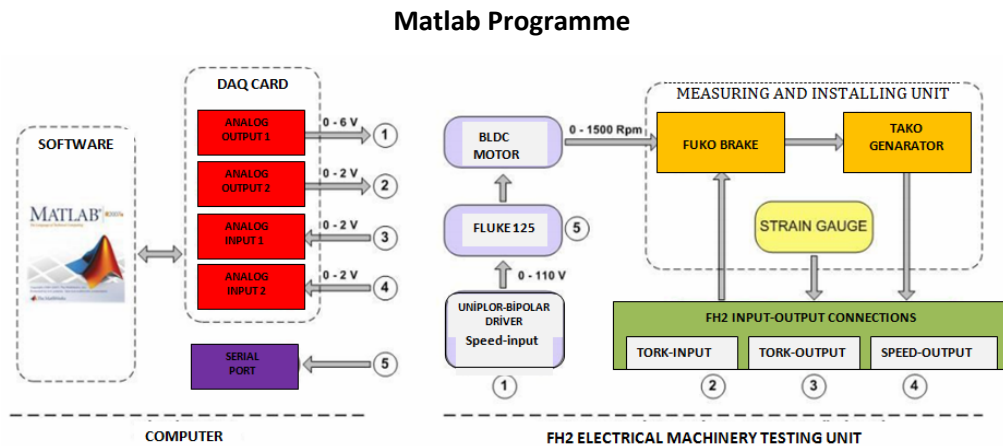 Matlab Programme
SOFTWARE
MATLAB
DAQ CARD
ANALOG
OUTPUT 1
0 - 6 V
1
ANALOG
OUTPUT 2
0 - 2 V
2
ANALOG
INPUT 1
0 - 2 V
3
ANALOG
INPUT 2
0 - 2 V
4
SERIAL
PORT
5
COMPUTER
BLDC
MOTOR
0 - 1500 Rpm
FLUKE 125
5
0 - 110 V
UNİPLOR-BİPOLAR
DRİVER
Speed-input
1
MEASURING AND INSTALLING UNIT
FUKO BRAKE
TAKO
GENARATOR
STRAIN GAUGE
FH2 INPUT-OUTPUT CONNECTIONS
TORK-INPUT
TORK-OUTPUT
SPEED-OUTPUT
2
3
4
FH2 ELECTRICAL MACHINERY TESTING UNIT